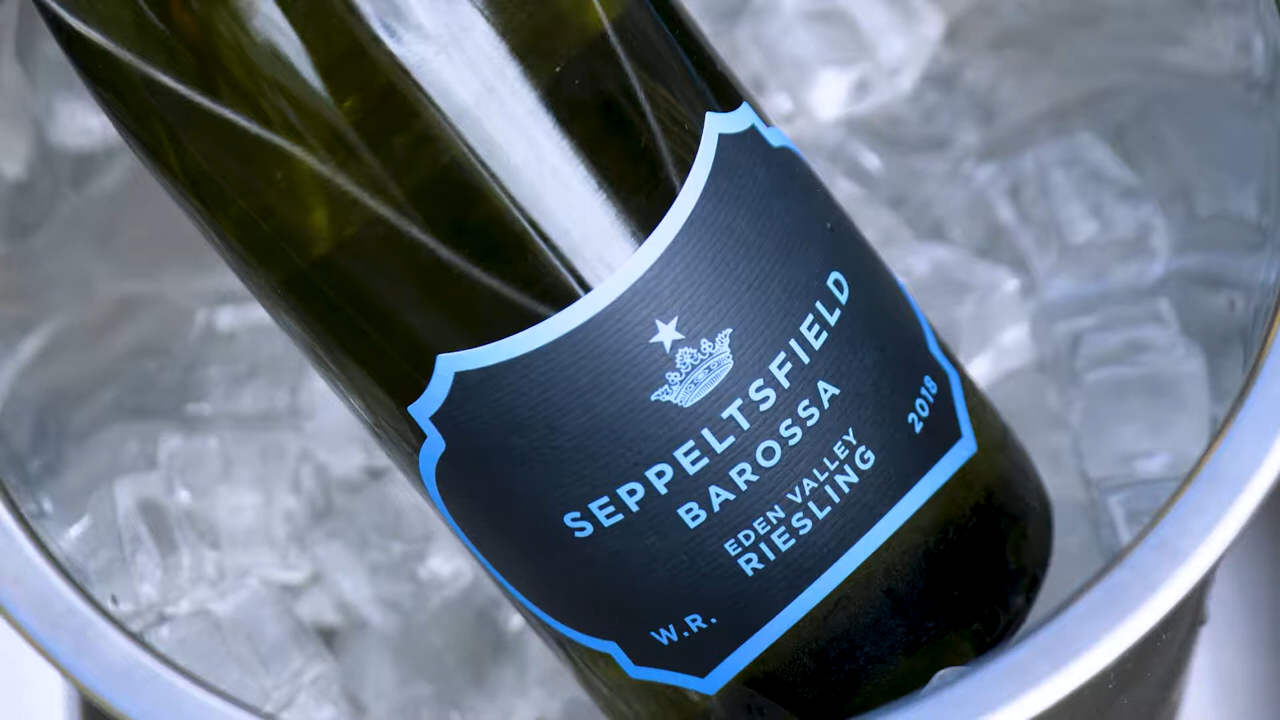 SEPPELTSFIELD
BAROSSA
EDEN VALLEY
RIESLING
W.R.
2018